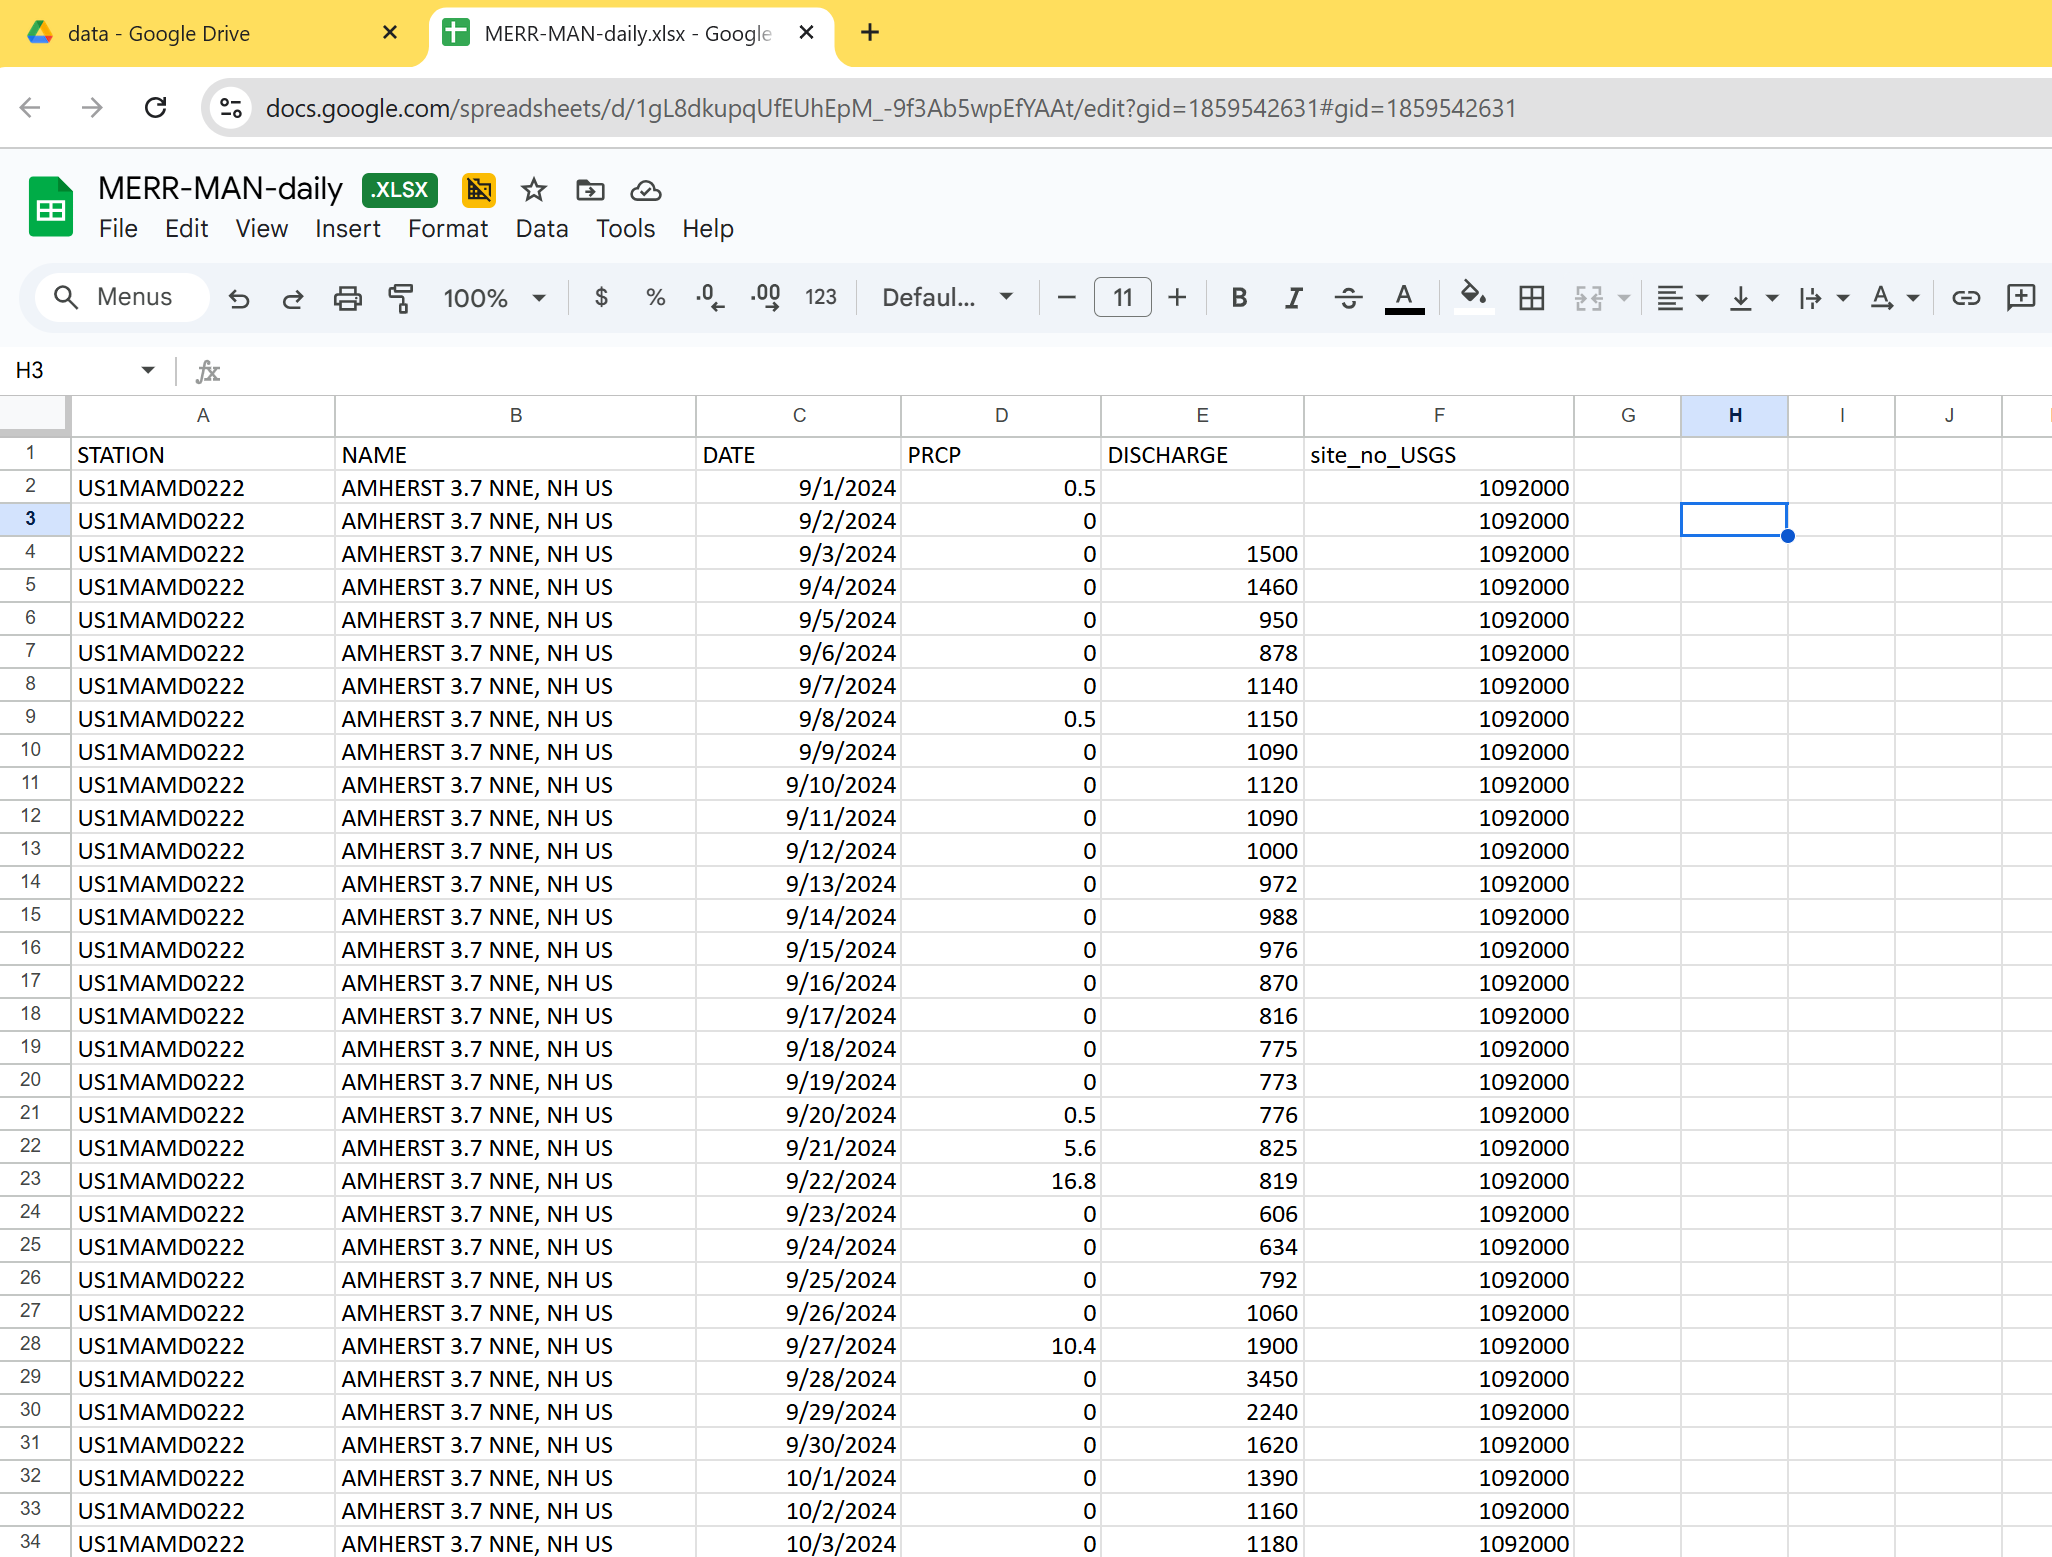 data - Google Drive
MERR-MAN-daily.xlsx - Google
docs.google.com/spreadsheets/d/1gL8dkupqUfEUhEpM_-9f3Ab5wpEfYAAt/edit?gid=1859542631#gid=1859542631
MERR-MAN-daily .XLSX
File Edit View Insert Format Data Tools Help
Menus 100% $ % .0 .00 123 Defaul... 11 B I S A A
H3 fx
A B C D E F G H I J
1 STATION NAME DATE PRCP DISCHARGE site_no_USGS
2 US1MAMD0222 AMHERST 3.7 NNE, NH US 9/1/2024 0.5 1092000
3 US1MAMD0222 AMHERST 3.7 NNE, NH US 9/2/2024 0 1092000
4 US1MAMD0222 AMHERST 3.7 NNE, NH US 9/3/2024 0 1500 1092000
5 US1MAMD0222 AMHERST 3.7 NNE, NH US 9/4/2024 0 1460 1092000
6 US1MAMD0222 AMHERST 3.7 NNE, NH US 9/5/2024 0 950 1092000
7 US1MAMD0222 AMHERST 3.7 NNE, NH US 9/6/2024 0 878 1092000
8 US1MAMD0222 AMHERST 3.7 NNE, NH US 9/7/2024 0 1140 1092000
9 US1MAMD0222 AMHERST 3.7 NNE, NH US 9/8/2024 0.5 1150 1092000
10 US1MAMD0222 AMHERST 3.7 NNE, NH US 9/9/2024 0 1090 1092000
11 US1MAMD0222 AMHERST 3.7 NNE, NH US 9/10/2024 0 1120 1092000
12 US1MAMD0222 AMHERST 3.7 NNE, NH US 9/11/2024 0 1090 1092000
13 US1MAMD0222 AMHERST 3.7 NNE, NH US 9/12/2024 0 1000 1092000
14 US1MAMD0222 AMHERST 3.7 NNE, NH US 9/13/2024 0 972 1092000
15 US1MAMD0222 AMHERST 3.7 NNE, NH US 9/14/2024 0 988 1092000
16 US1MAMD0222 AMHERST 3.7 NNE, NH US 9/15/2024 0 976 1092000
17 US1MAMD0222 AMHERST 3.7 NNE, NH US 9/16/2024 0 870 1092000
18 US1MAMD0222 AMHERST 3.7 NNE, NH US 9/17/2024 0 816 1092000
19 US1MAMD0222 AMHERST 3.7 NNE, NH US 9/18/2024 0 775 1092000
20 US1MAMD0222 AMHERST 3.7 NNE, NH US 9/19/2024 0 773 1092000
21 US1MAMD0222 AMHERST 3.7 NNE, NH US 9/20/2024 0.5 776 1092000
22 US1MAMD0222 AMHERST 3.7 NNE, NH US 9/21/2024 5.6 825 1092000
23 US1MAMD0222 AMHERST 3.7 NNE, NH US 9/22/2024 16.8 819 1092000
24 US1MAMD0222 AMHERST 3.7 NNE, NH US 9/23/2024 0 606 1092000
25 US1MAMD0222 AMHERST 3.7 NNE, NH US 9/24/2024 0 634 1092000
26 US1MAMD0222 AMHERST 3.7 NNE, NH US 9/25/2024 0 792 1092000
27 US1MAMD0222 AMHERST 3.7 NNE, NH US 9/26/2024 0 1060 1092000
28 US1MAMD0222 AMHERST 3.7 NNE, NH US 9/27/2024 10.4 1900 1092000
29 US1MAMD0222 AMHERST 3.7 NNE, NH US 9/28/2024 0 3450 1092000
30 US1MAMD0222 AMHERST 3.7 NNE, NH US 9/29/2024 0 2240 1092000
31 US1MAMD0222 AMHERST 3.7 NNE, NH US 9/30/2024 0 1620 1092000
32 US1MAMD0222 AMHERST 3.7 NNE, NH US 10/1/2024 0 1390 1092000
33 US1MAMD0222 AMHERST 3.7 NNE, NH US 10/2/2024 0 1160 1092000
34 US1MAMD0222 AMHERST 3.7 NNE, NH US 10/3/2024 0 1180 1092000